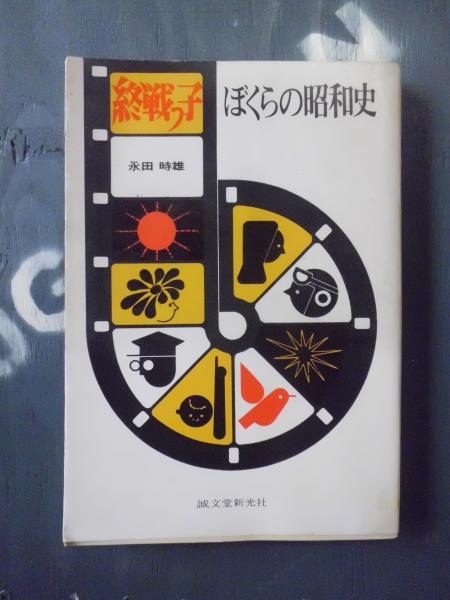 終戦っ子
ぼくらの昭和史
永田 時雄
誠文堂新光社